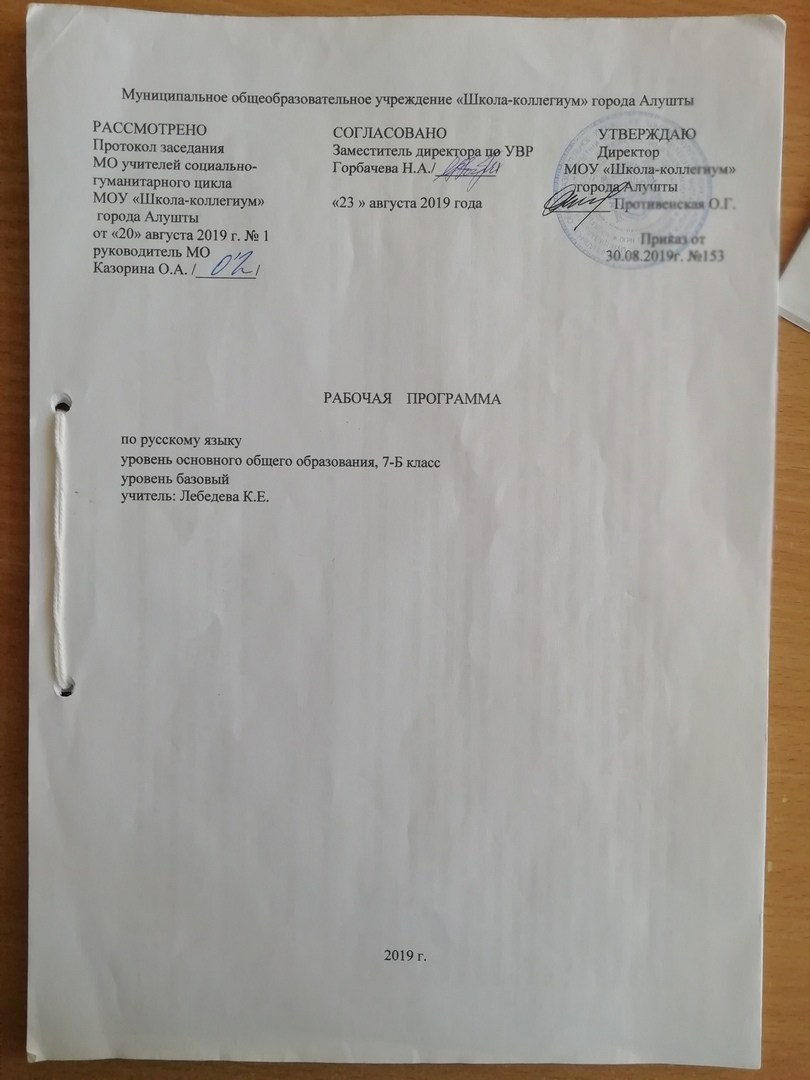 Муниципальное общеобразовательное учреждение «Школа-коллегиум» города Алушты
РАССМОТРЕНО
Протокол заседания
МО учителей социально-
гуманитарного цикла
МОУ «Школа-коллегиум»
города Алушты
от «20» августа 2019 г. № 1
руководитель МО
Казорина О.А. /________/
СОГЛАСОВАНО
Заместитель директора по УВР
Горбачева Н.А./________
«23 » августа 2019 года
УТВЕРЖДАЮ
Директор
МОУ «Школа-коллегиум»
города Алушты
________ Противенская О.Г.
Приказ от
30.08.2019г. №153
РАБОЧАЯ ПРОГРАММА
по русскому языку
уровень основного общего образования, 7-Б класс
уровень базовый
учитель: Лебедева К.Е.
2019 г.